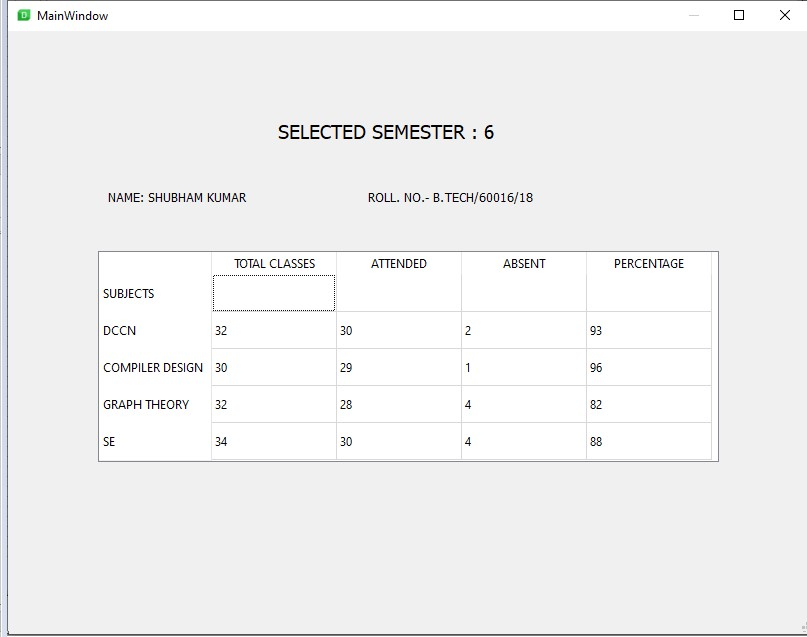 MainWindow
SELECTED SEMESTER : 6
NAME: SHUBHAM KUMAR ROLL. NO.- B.TECH/60016/18
TOTAL CLASSES ATTENDED ABSENT PERCENTAGE
SUBJECTS
DCCN 32 30 2 93
COMPILER DESIGN 30 29 1 96
GRAPH THEORY 32 28 4 82
SE 34 30 4 88